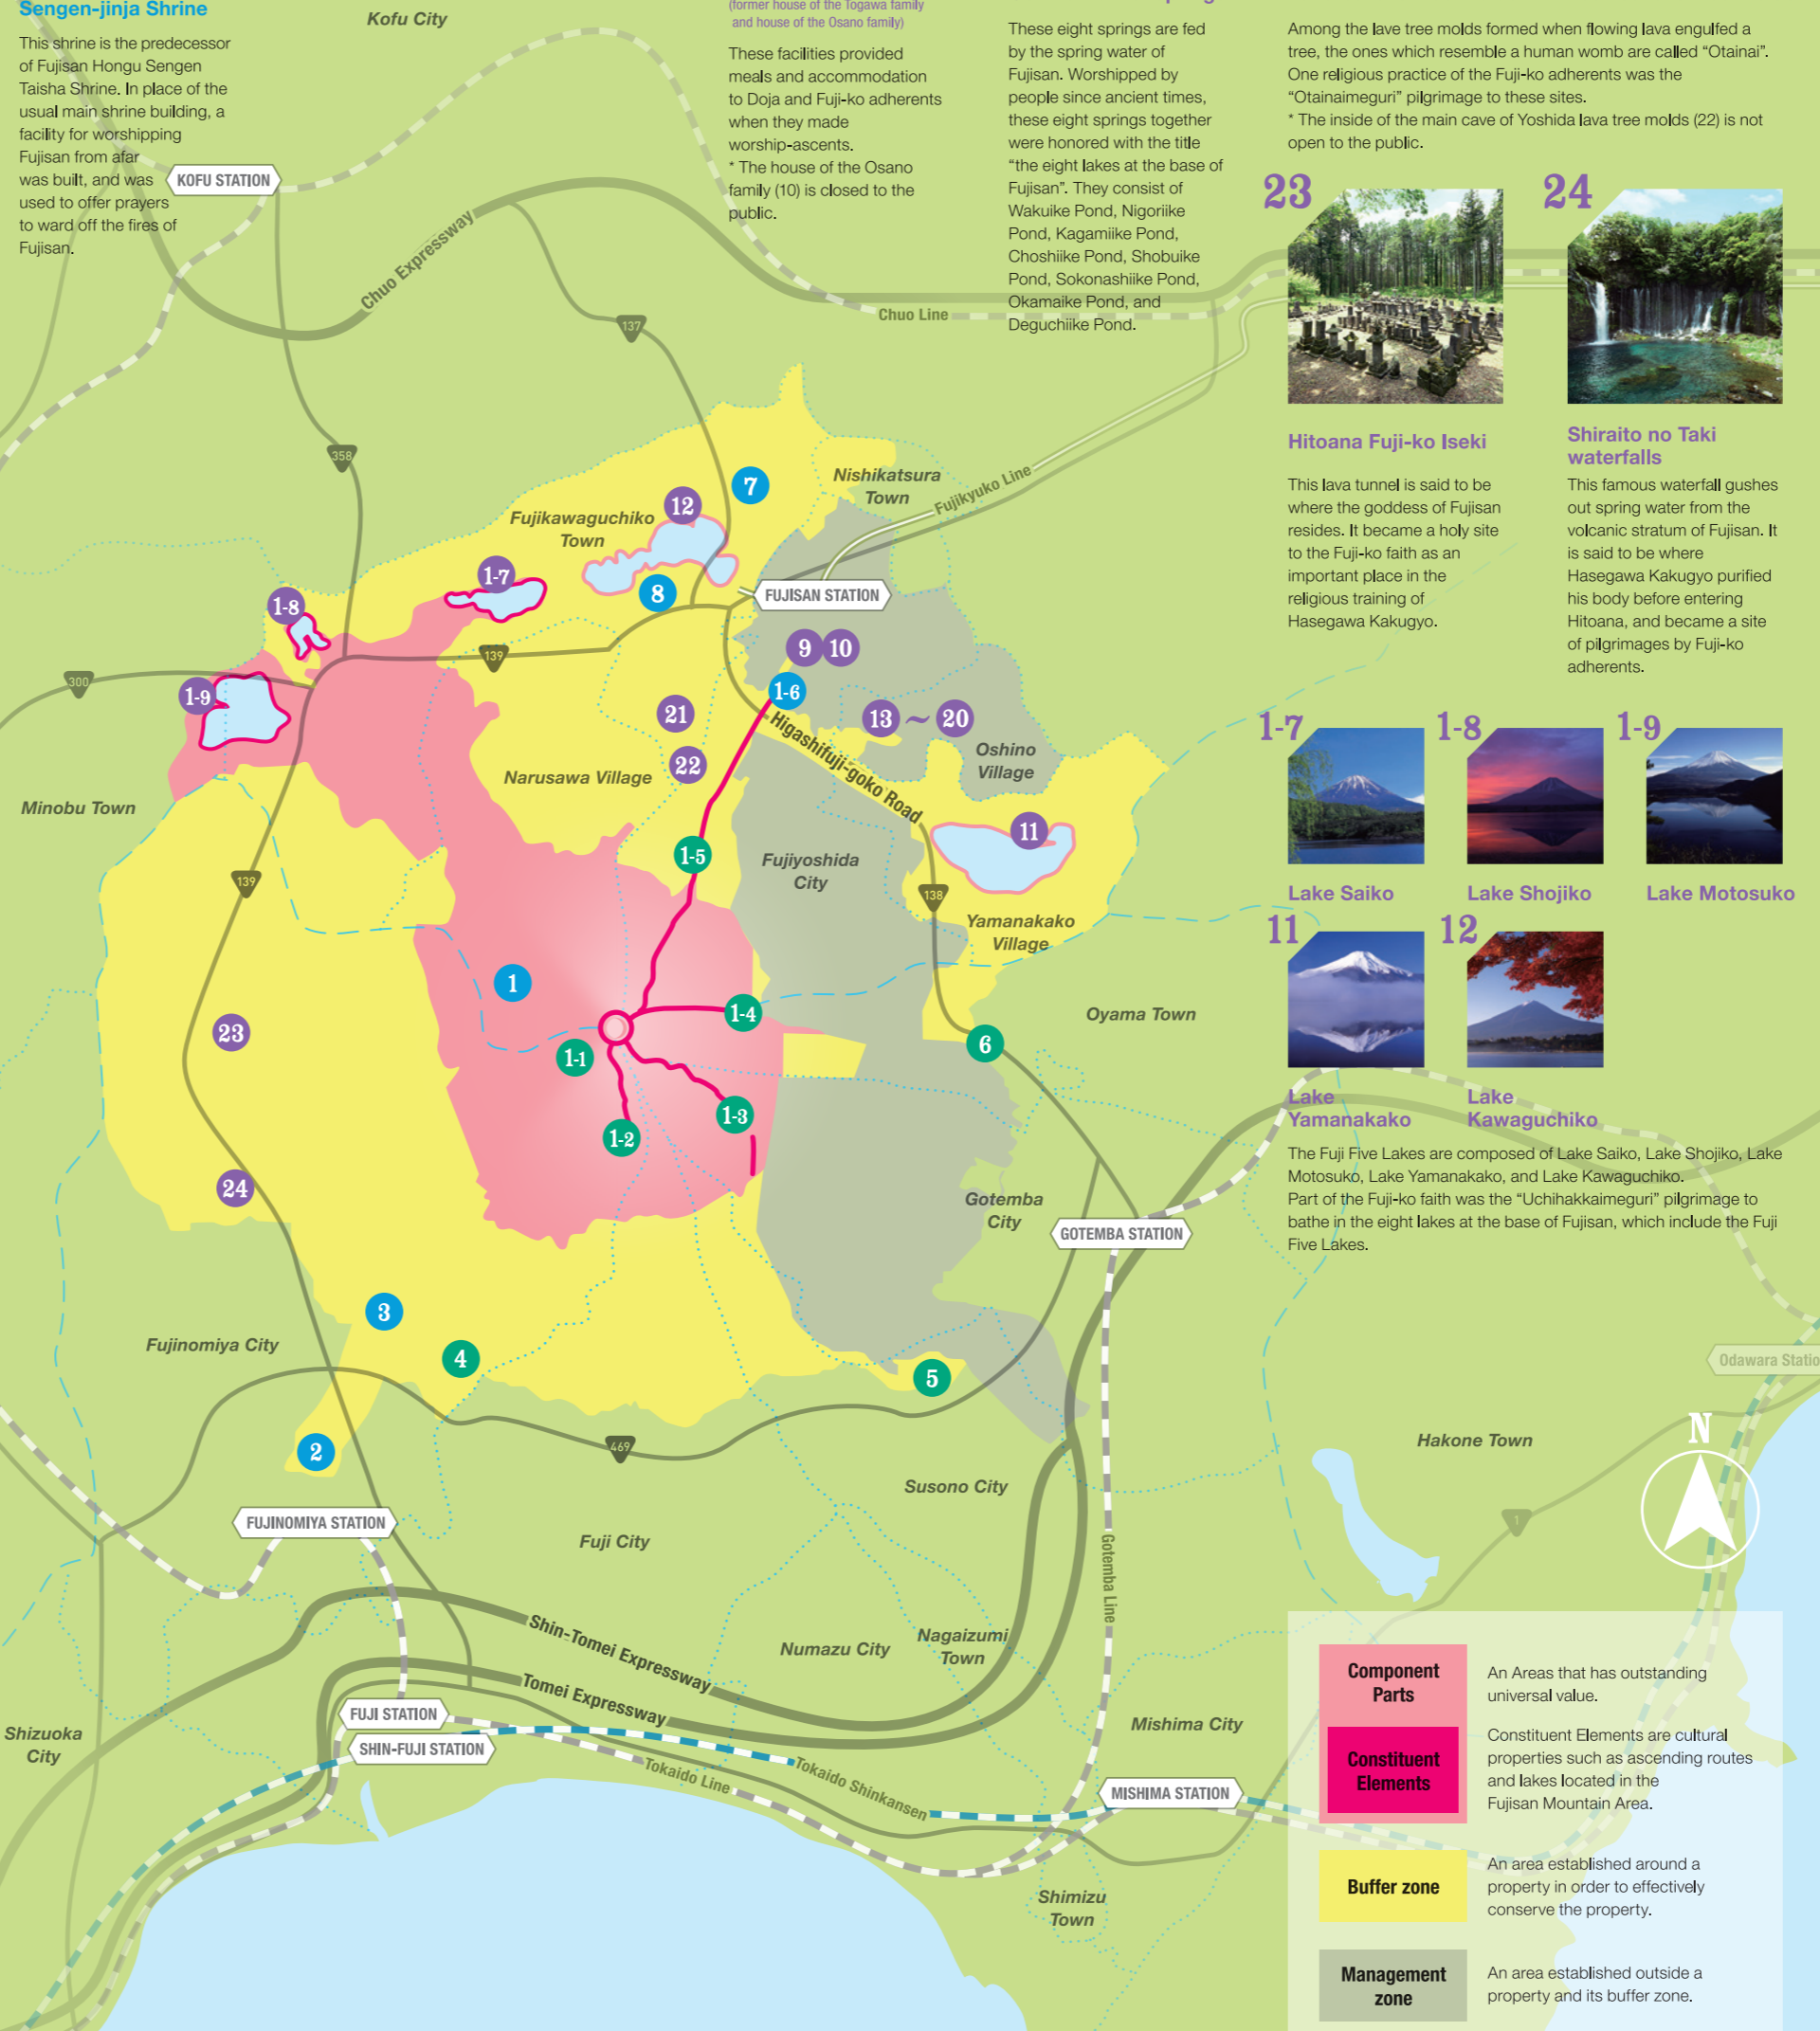 Sengen-jinja Shrine
This shrine is the predecessor
of Fujisan Hongu Sengen
Taisha Shrine. In place of the
usual main shrine building, a
facility for worshipping
Fujisan from afar
was built, and was
used to offer prayers
to ward off the fires of
Fujisan.
(former house of the Togawa family
and house of the Osano family)
These facilities provided
meals and accommodation
to Doja and Fuji-ko adherents
when they made
worship-ascents.
* The house of the Osano
family (10) is closed to the
public.
These eight springs are fed
by the spring water of
Fujisan. Worshipped by
people since ancient times,
these eight springs together
were honored with the title
“the eight lakes at the base of
Fujisan”. They consist of
Wakuike Pond, Nigoriike
Pond, Kagamiike Pond,
Choshiike Pond, Shobuike
Pond, Sokonashiike Pond,
Okamaike Pond, and
Deguchiike Pond.
Among the lave tree molds formed when flowing lava engulfed a
tree, the ones which resemble a human womb are called “Otainai”.
One religious practice of the Fuji-ko adherents was the
“Otainaimeguri” pilgrimage to these sites.
* The inside of the main cave of Yoshida lava tree molds (22) is not
open to the public.
23
Hitoana Fuji-ko Iseki
This lava tunnel is said to be
where the goddess of Fujisan
resides. It became a holy site
to the Fuji-ko faith as an
important place in the
religious training of
Hasegawa Kakugyo.
24
Shiraito no Taki
waterfalls
This famous waterfall gushes
out spring water from the
volcanic stratum of Fujisan. It
is said to be where
Hasegawa Kakugyo purified
his body before entering
Hitoana, and became a site
of pilgrimages by Fuji-ko
adherents.
1-7
Lake Saiko
1-8
Lake Shojiko
1-9
Lake Motosuko
11
Lake
Yamanakako
12
Lake
Kawaguchiko
The Fuji Five Lakes are composed of Lake Saiko, Lake Shojiko, Lake
Motosuko, Lake Yamanakako, and Lake Kawaguchiko.
Part of the Fuji-ko faith was the “Uchihakkaimeguri” pilgrimage to
bathe in the eight lakes at the base of Fujisan, which include the Fuji
Five Lakes.
Kofu City
KOFU STATION
Chuo Expressway
Chuo Line
137
358
Nishikatsura
Town
Fujikyuko Line
7
12
Fujikawaguchiko
Town
1-7
8
FUJISAN STATION
1-8
139
9
10
300
1-9
1-6
21
13 ~ 20
Higashifuji-goko Road
Oshino
Village
22
Narusawa Village
Minobu Town
11
1-5
Fujiyoshida
City
139
138
Yamanakako
Village
1
1-4
Oyama Town
23
1-1
6
1-3
1-2
24
Gotemba
City
GOTEMBA STATION
3
Fujinomiya City
4
5
Odawara Statio
2
469
Hakone Town
N
Susono City
FUJINOMIYA STATION
1
Fuji City
Gotemba Line
Shin-Tomei Expressway
Numazu City
Nagaizumi
Town
Tomei Expressway
FUJI STATION
Shizuoka
City
SHIN-FUJI STATION
Mishima City
Tokaido Line
Tokaido Shinkansen
MISHIMA STATION
Shimizu
Town
Component
Parts
An Areas that has outstanding
universal value.
Constituent
Elements
Constituent Elements are cultural
properties such as ascending routes
and lakes located in the
Fujisan Mountain Area.
Buffer zone
An area established around a
property in order to effectively
conserve the property.
Management
zone
An area established outside a
property and its buffer zone.